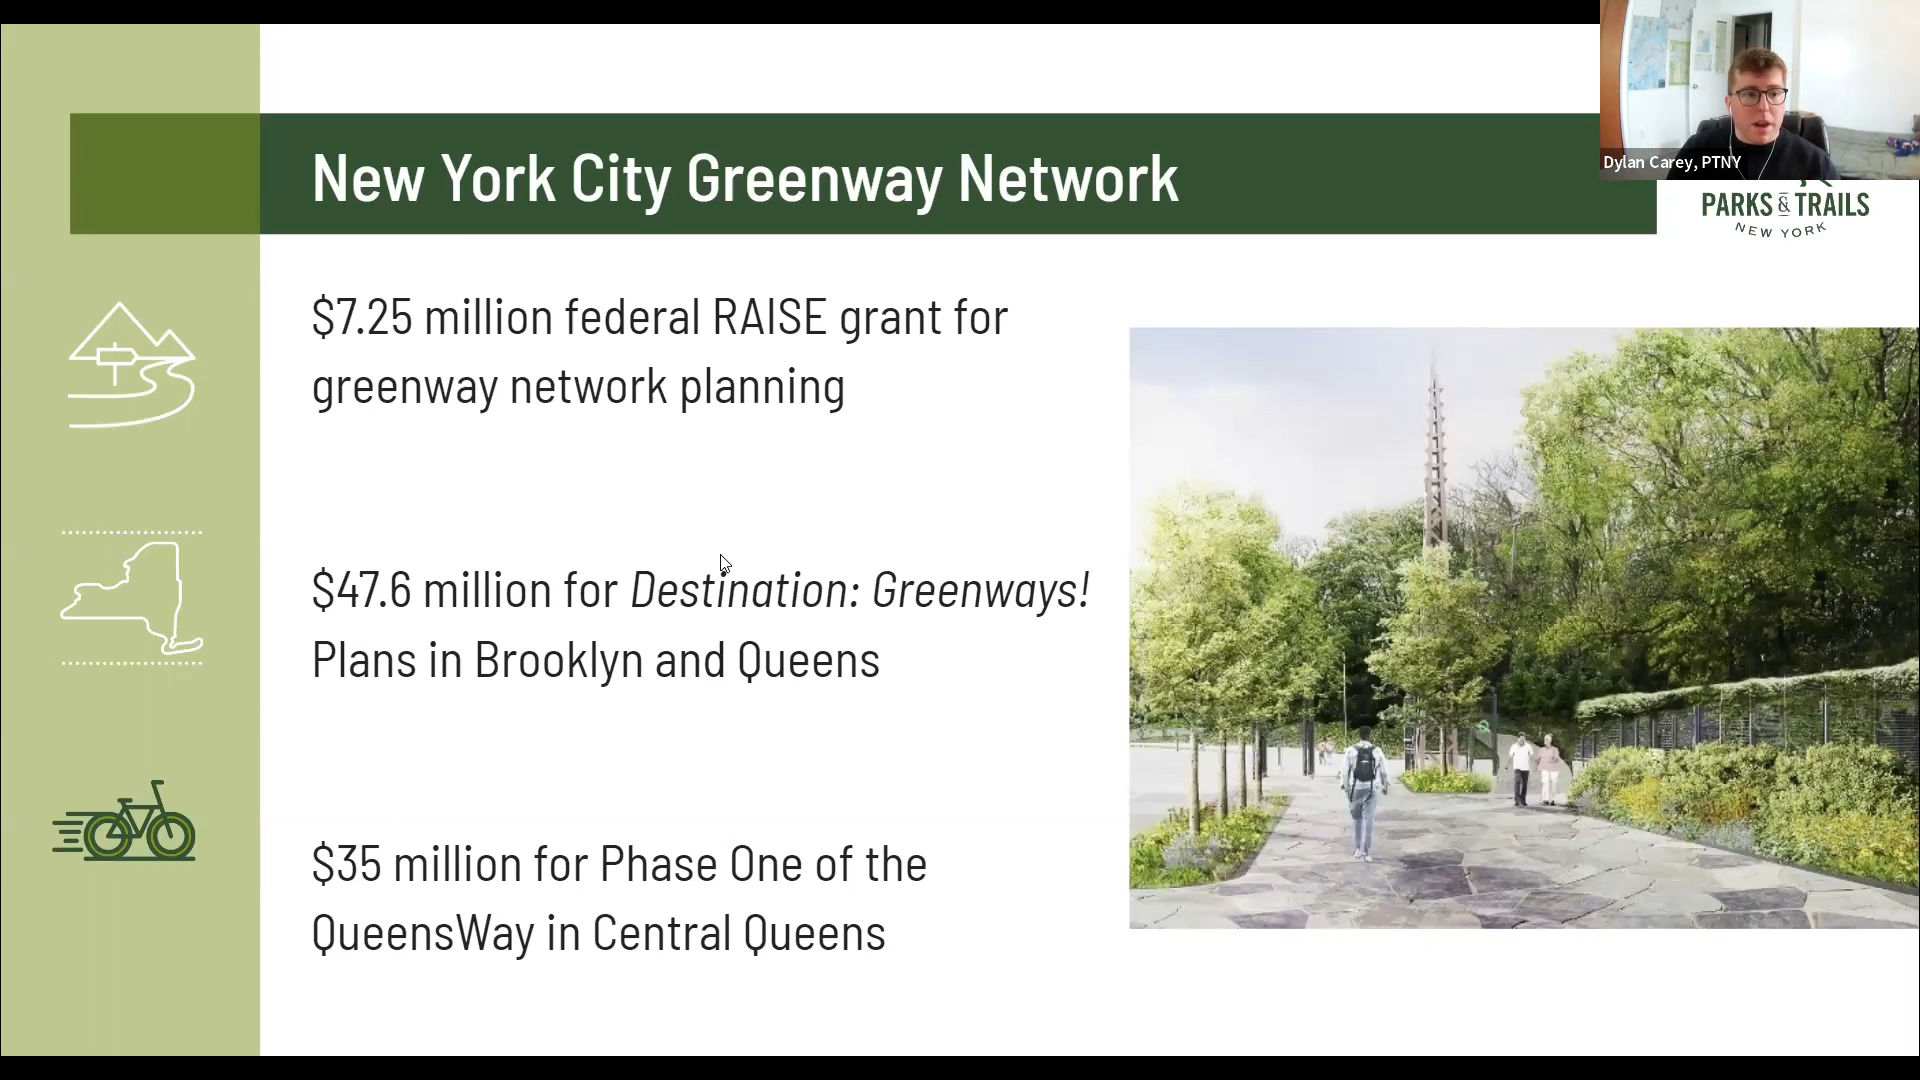 Dylan Carey, PTNY
New York City Greenway Network
PARKS & TRAILS
NEW YORK
$7.25 million federal RAISE grant for
greenway network planning
$47.6 million for Destination: Greenways!
Plans in Brooklyn and Queens
$35 million for Phase One of the
QueensWay in Central Queens